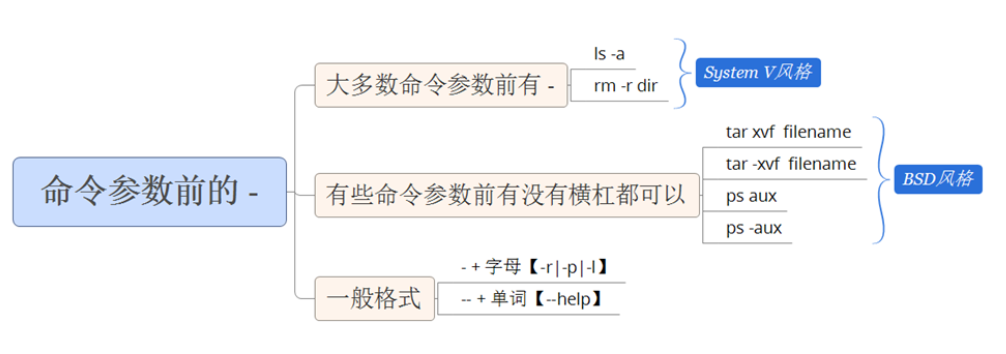 命令参数前的 -
大多数命令参数前有 -
ls -a
rm -r dir
System V风格
有些命令参数前有没有横杠都可以
tar xvf filename
tar -xvf filename
ps aux
ps -aux
BSD风格
一般格式
- + 字母【-r|-p|-l】
-- + 单词【--help】